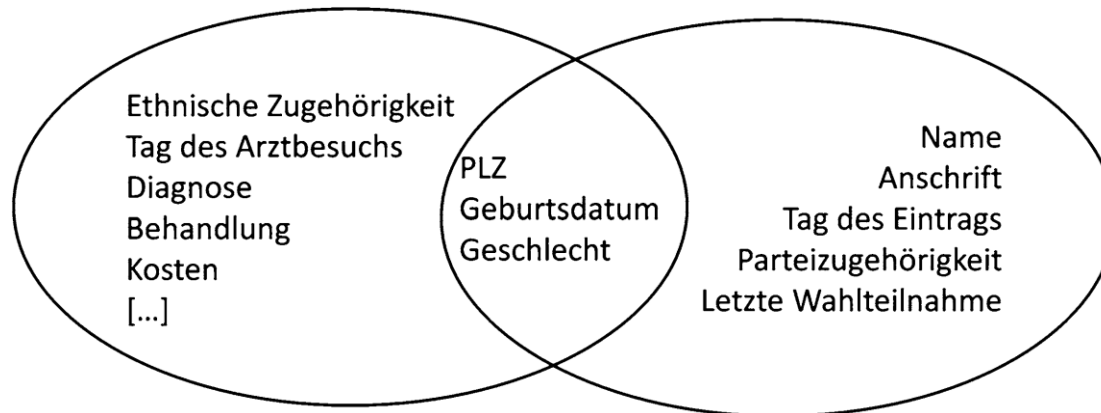 Ethnische Zugehörigkeit
Tag des Arztbesuchs
Diagnose
Behandlung
Kosten
[...]
PLZ
Geburtsdatum
Geschlecht
Name
Anschrift
Tag des Eintrags
Parteizugehörigkeit
Letzte Wahlteilnahme